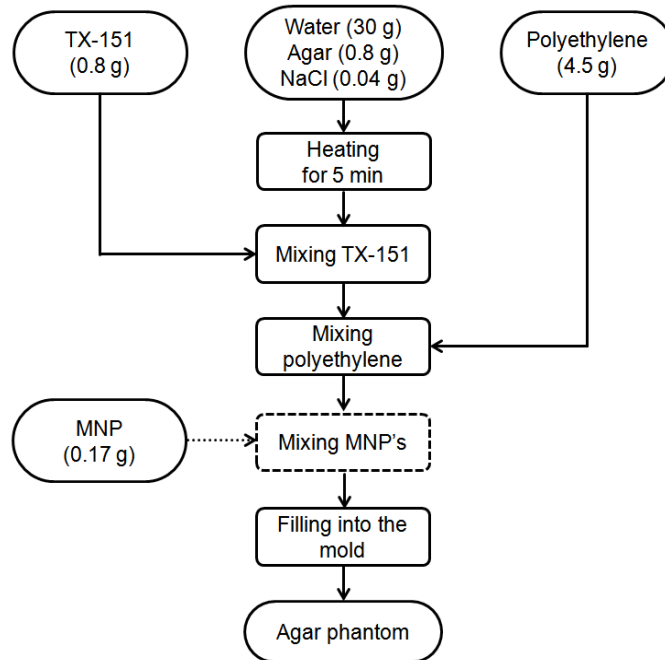 TX-151
(0.8 g)
Water (30 g)
Agar (0.8 g)
NaCl (0.04 g)
Polyethylene
(4.5 g)
Heating
for 5 min
Mixing TX-151
Mixing
polyethylene
MNP
(0.17 g)
Mixing MNP's
Filling into the
mold
Agar phantom